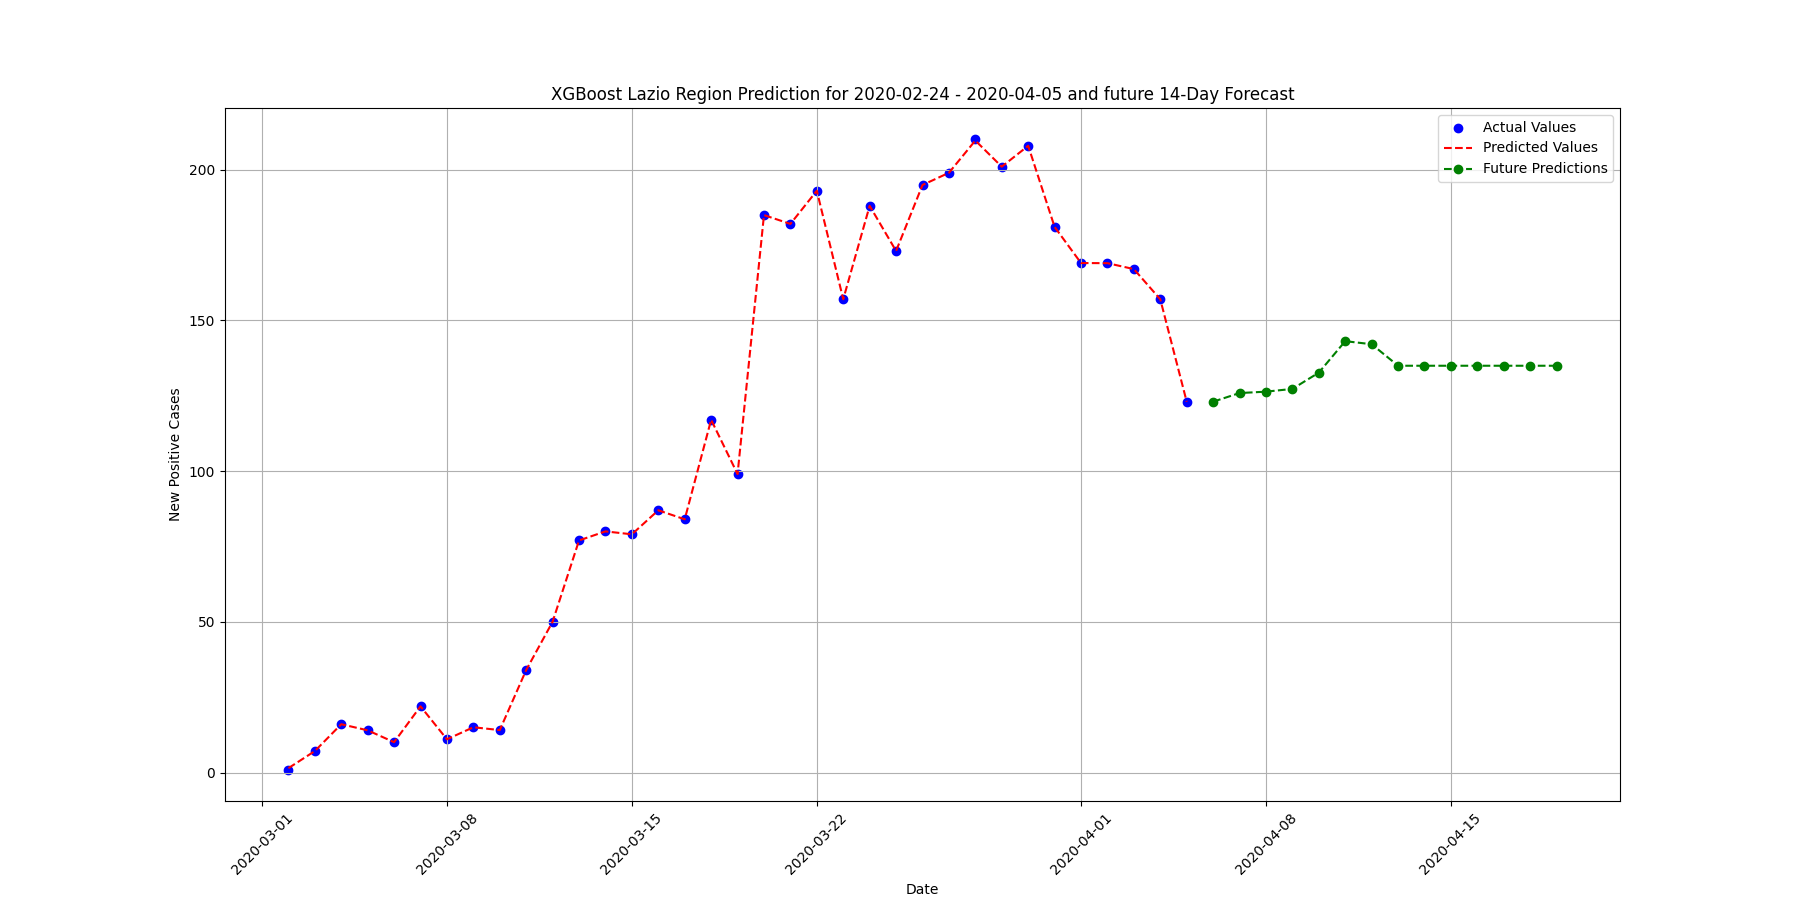 XGBoost Lazio Region Prediction for 2020-02-24 - 2020-04-05 and future 14-Day Forecast
Actual Values
Predicted Values
Future Predictions
New Positive Cases
200
150
100
50
0
2020-03-01
2020-03-08
2020-03-15
2020-03-22
2020-04-01
2020-04-08
2020-04-15
Date